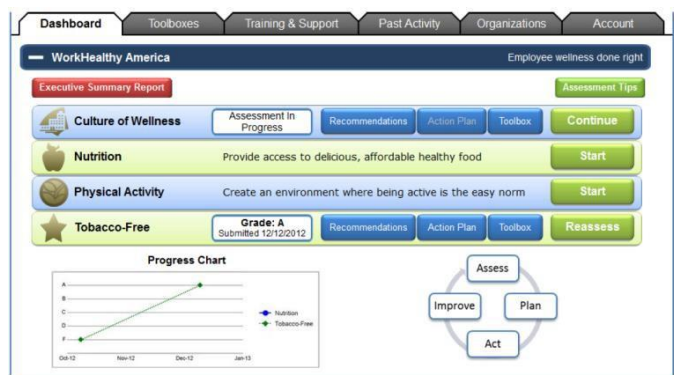 Dashboard Toolboxes Training & Support Past Activity Organizations Account
WorkHealthy America Employee wellness done right
Executive Summary Report Assessment Tips
Culture of Wellness Assessment In Progress Recommendations Action Plan Toolbox Continue
Nutrition Provide access to delicious, affordable healthy food Start
Physical Activity Create an environment where being active is the easy norm Start
Tobacco-Free Grade: A Submitted 12/12/2012 Recommendations Action Plan Toolbox Reassess
Progress Chart
A
B
C
D
F
Oct-12 Nov-12 Dec-12 Jan-13
Nutrition
Tobacco-Free
Assess
Improve Plan
Act